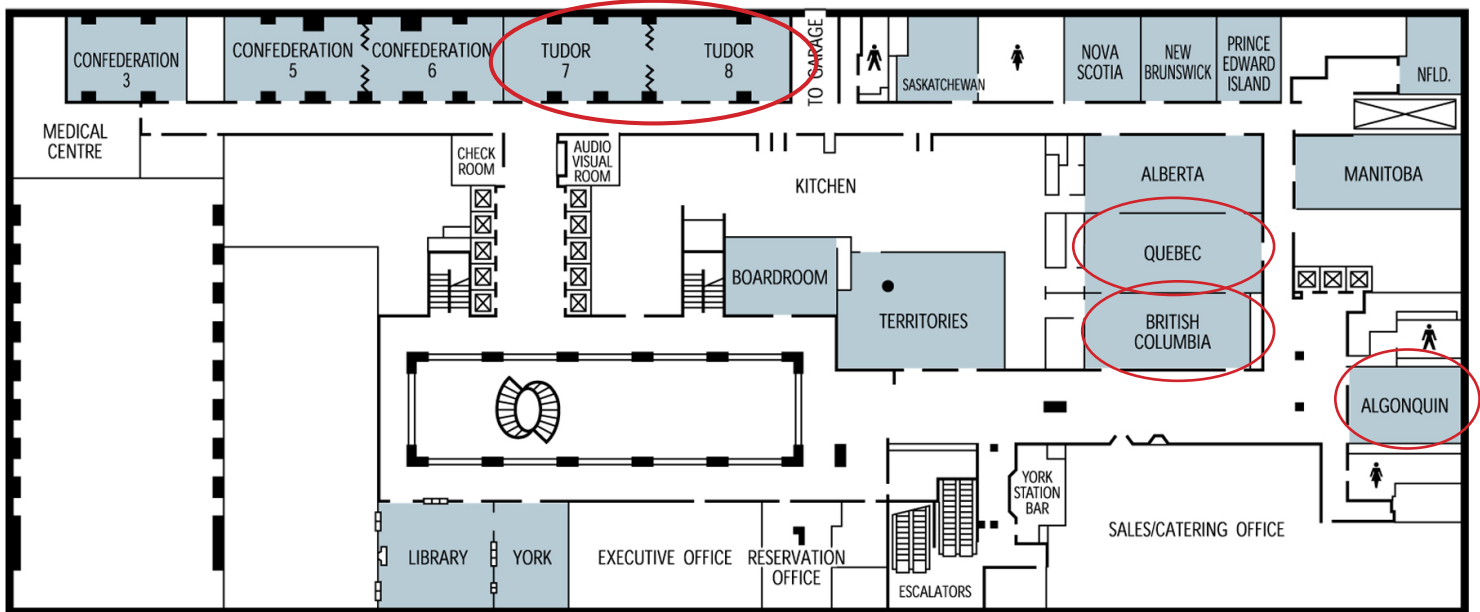 CONFEDERATION
3
CONFEDERATION
5
CONFEDERATION
6
TUDOR
7
TUDOR
8
TO GARAGE
SASKATCHEWAN
NOVA
SCOTIA
NEW
BRUNSWICK
PRINCE
EDWARD
ISLAND
NFLD.
MEDICAL
CENTRE
CHECK
ROOM
AUDIO
VISUAL
ROOM
KITCHEN
ALBERTA
MANITOBA
QUEBEC
BOARDROOM
TERRITORIES
BRITISH
COLUMBIA
ALGONQUIN
YORK
STATION
BAR
SALES/CATERING OFFICE
LIBRARY
YORK
EXECUTIVE OFFICE
RESERVATION
OFFICE
ESCALATORS